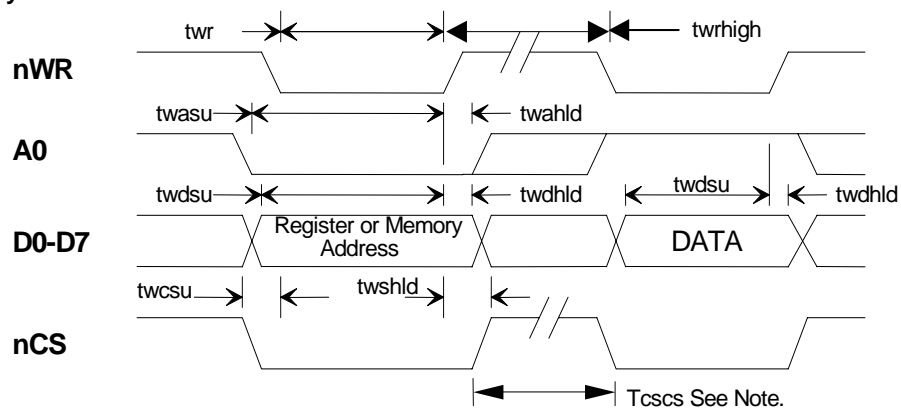 y
twr
twrhigh
nWR
twasu
twahld
A0
twdsu
twdhld
twdsu
twdhld
D0-D7
Register or Memory
Address
DATA
twcsu
twshld
nCS
Tcscs See Note.